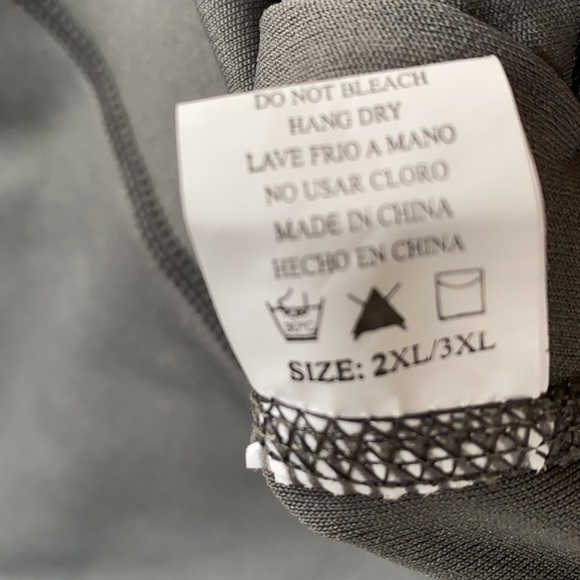 DO NOT BLEACH
HANG DRY
LAVE FRIO A MANO
NO USAR CLORO
MADE IN CHINA
HECHO EN CHINA
SIZE: 2XL/3XL